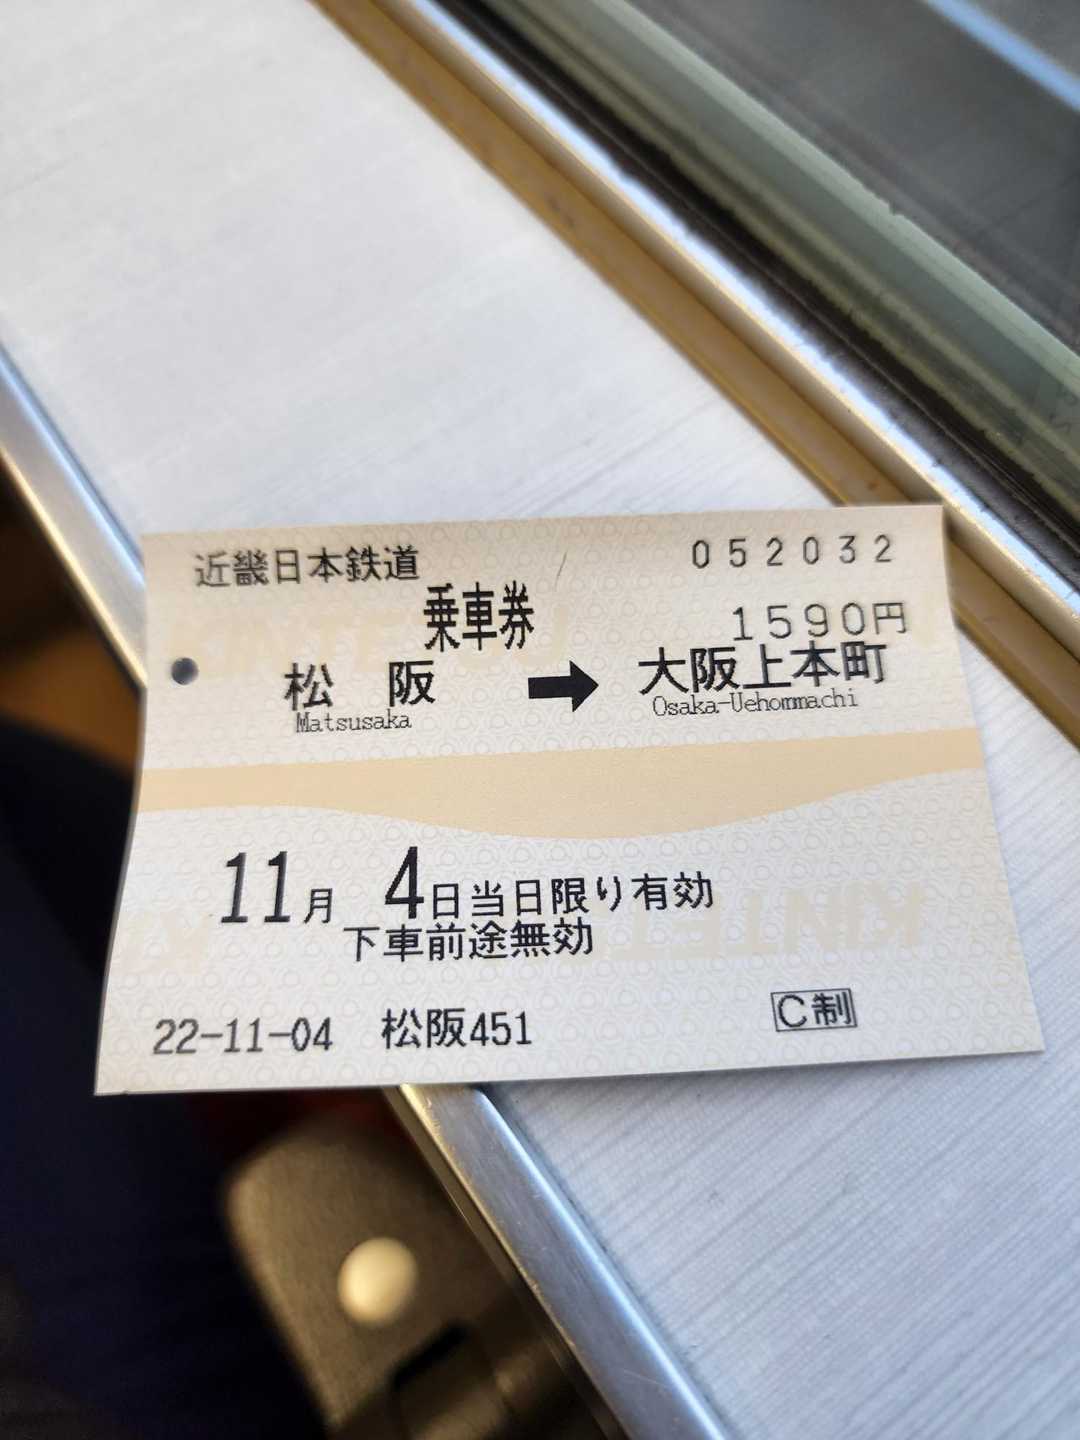 近畿日本鉄道 052032
乗車券 1590円
松阪 ➡ 大阪上本町
Matsusaka Osaka-Uehommachi
11月 4日当日限り有効
下車前途無効
22-11-04 松阪451 C制